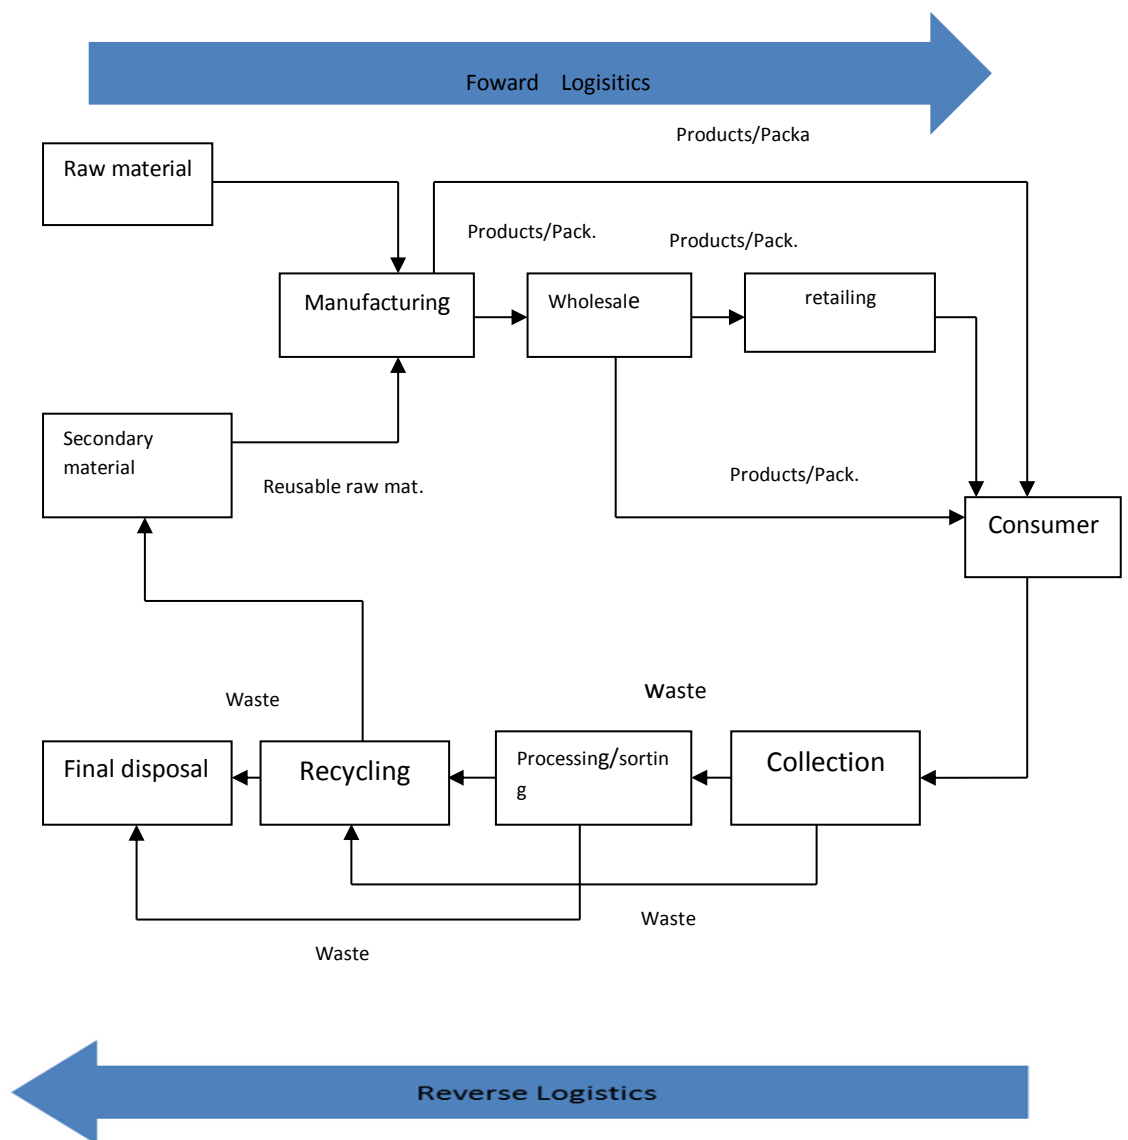 Foward Logisitics
Products/Packa
Raw material
Products/Pack.
Products/Pack.
Manufacturing
Wholesale
retailing
Secondary
material
Reusable raw mat.
Products/Pack.
Consumer
Waste
Waste
Final disposal
Recycling
Processing/sortin
g
Collection
Waste
Waste
Reverse Logistics